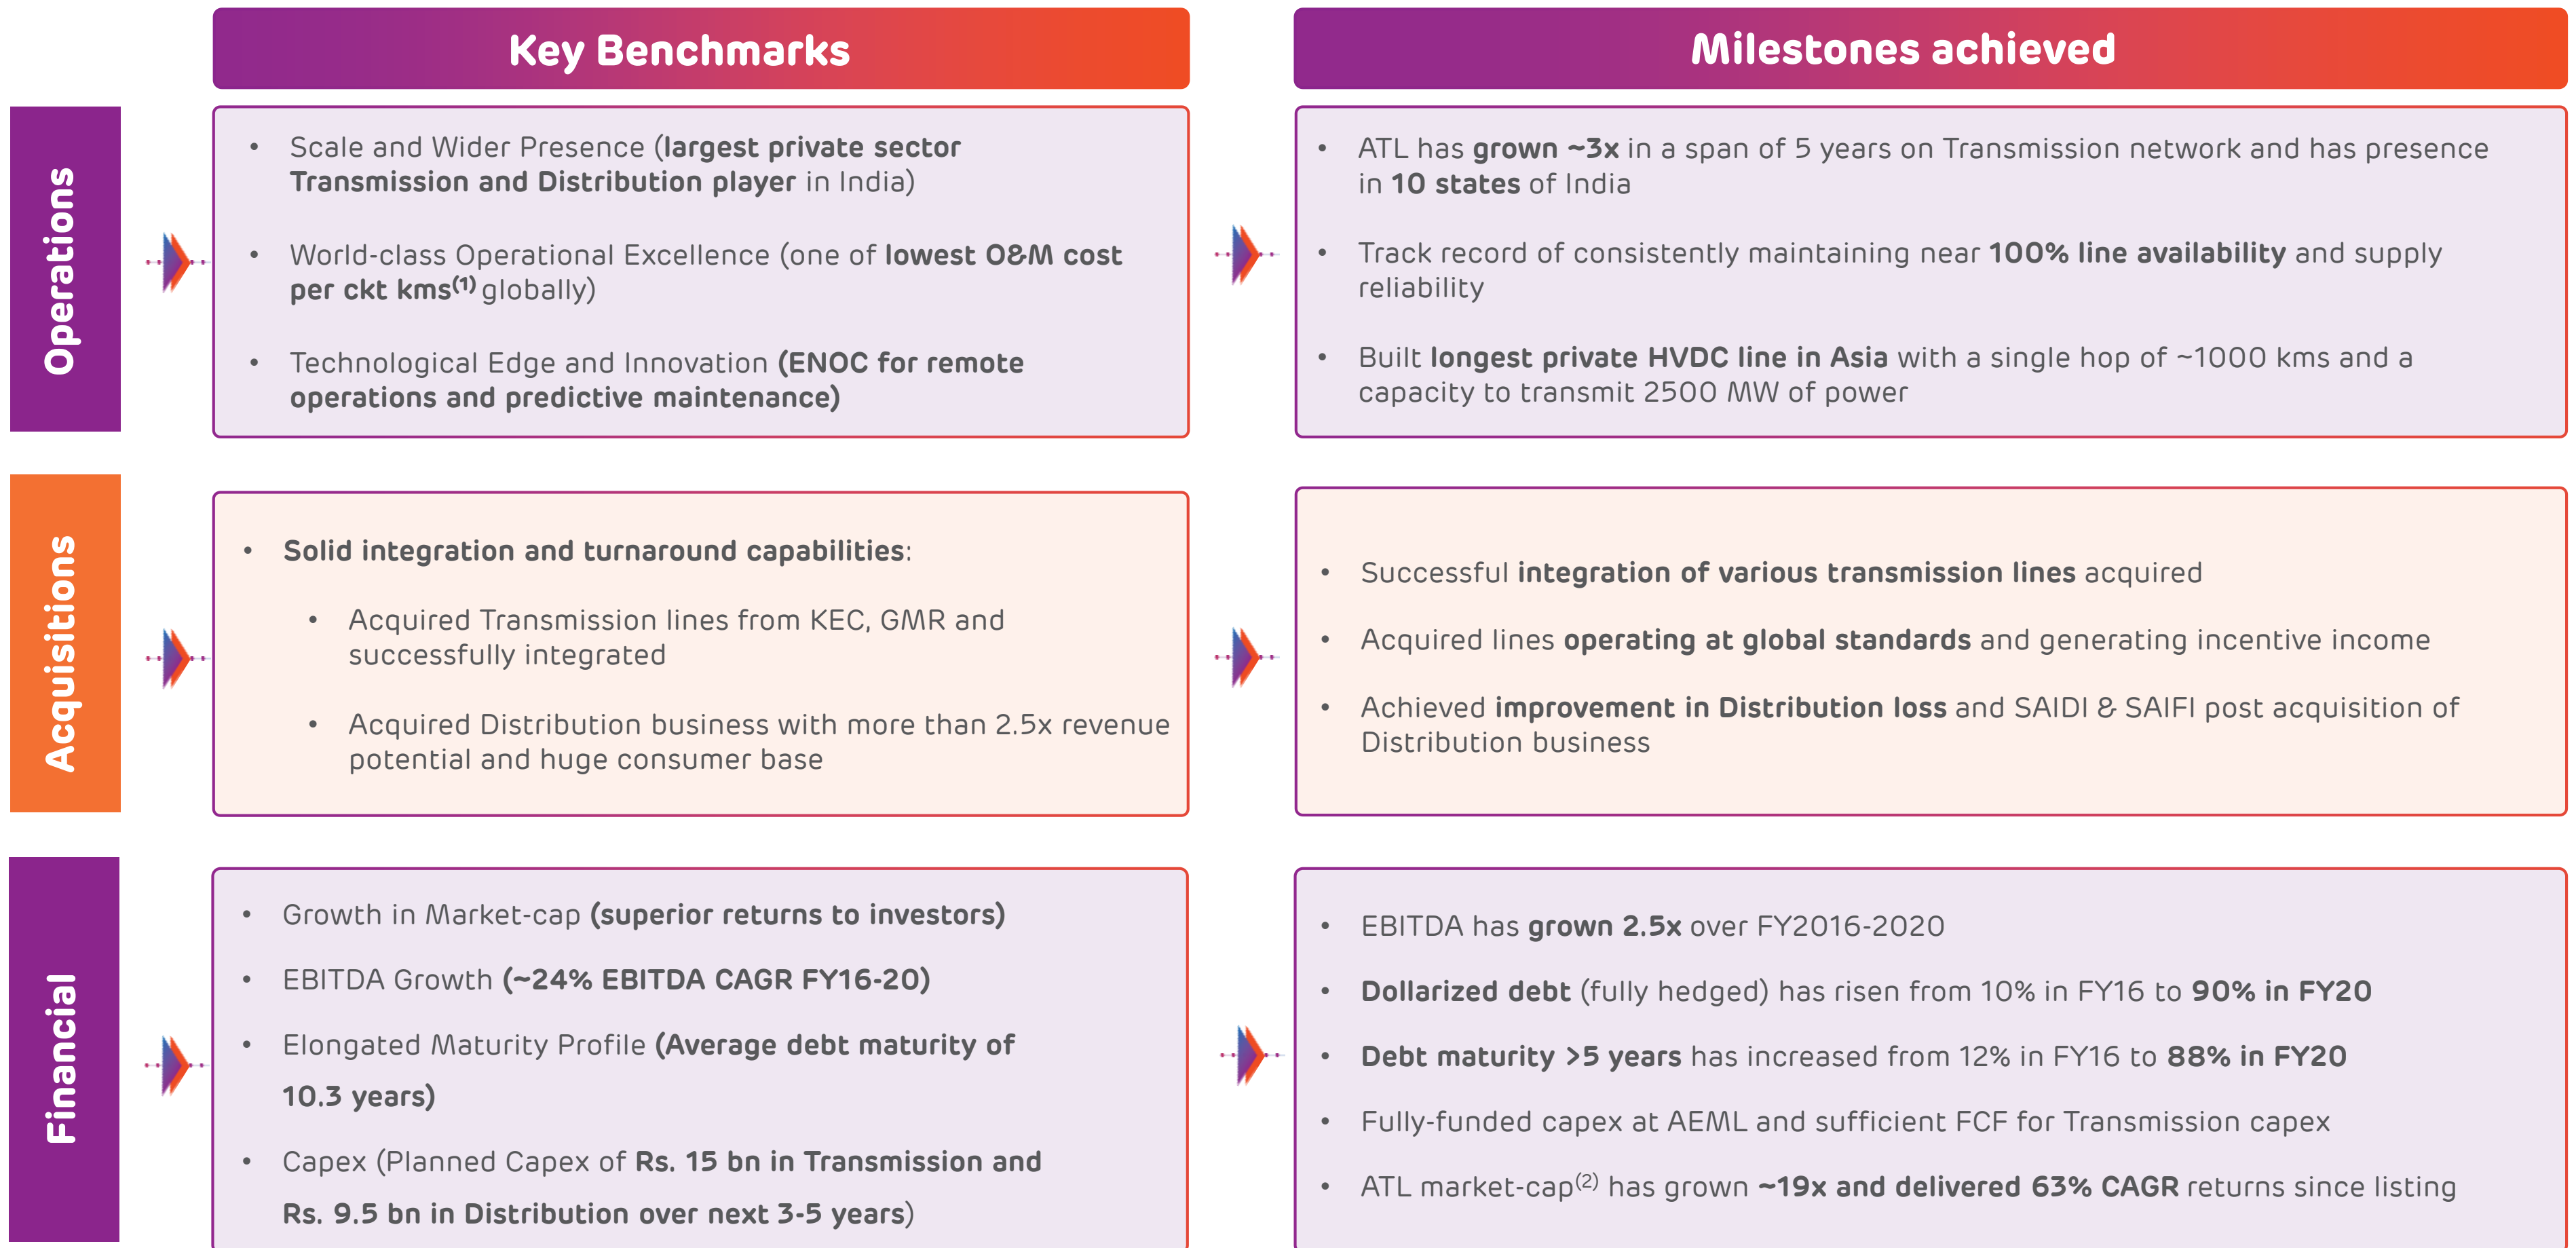 Key Benchmarks
Milestones achieved
Operations
• Scale and Wider Presence (largest private sector
Transmission and Distribution player in India)
• World-class Operational Excellence (one of lowest O&M cost
per ckt kms(1) globally)
• Technological Edge and Innovation (ENOC for remote
operations and predictive maintenance)
• ATL has grown ~3x in a span of 5 years on Transmission network and has presence
in 10 states of India
• Track record of consistently maintaining near 100% line availability and supply
reliability
• Built longest private HVDC line in Asia with a single hop of ~1000 kms and a
capacity to transmit 2500 MW of power
Acquisitions
• Solid integration and turnaround capabilities:
• Acquired Transmission lines from KEC, GMR and
successfully integrated
• Acquired Distribution business with more than 2.5x revenue
potential and huge consumer base
• Successful integration of various transmission lines acquired
• Acquired lines operating at global standards and generating incentive income
• Achieved improvement in Distribution loss and SAIDI & SAIFI post acquisition of
Distribution business
Financial
• Growth in Market-cap (superior returns to investors)
• EBITDA Growth (~24% EBITDA CAGR FY16-20)
• Elongated Maturity Profile (Average debt maturity of
10.3 years)
• Capex (Planned Capex of Rs. 15 bn in Transmission and
Rs. 9.5 bn in Distribution over next 3-5 years)
• EBITDA has grown 2.5x over FY2016-2020
• Dollarized debt (fully hedged) has risen from 10% in FY16 to 90% in FY20
• Debt maturity >5 years has increased from 12% in FY16 to 88% in FY20
• Fully-funded capex at AEML and sufficient FCF for Transmission capex
• ATL market-cap(2) has grown ~19x and delivered 63% CAGR returns since listing